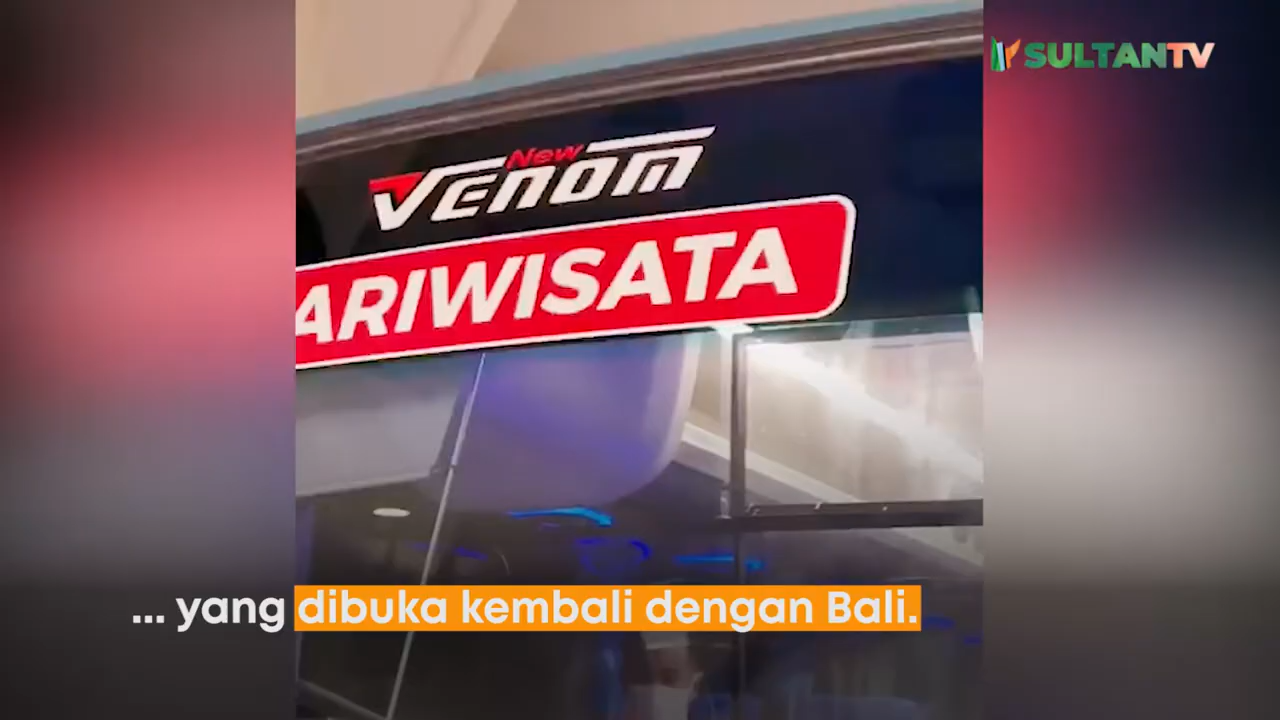 SULTANTV
New
VENOM
ARIWISATA
... yang dibuka kembali dengan Bali.